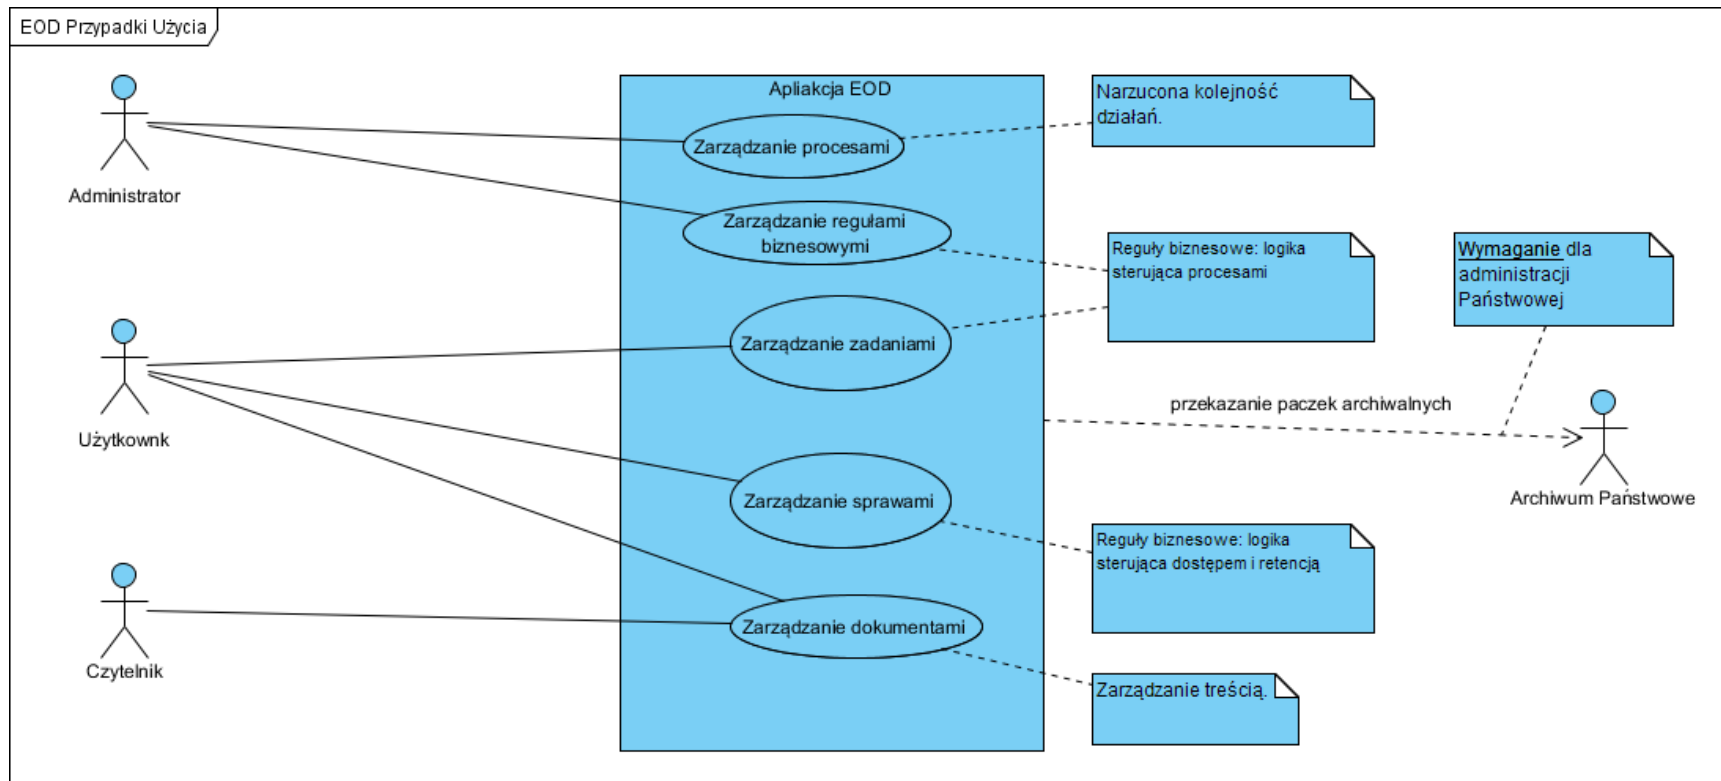 EOD Przypadki Użycia
Apliakcja EOD
Narzucona kolejność
działań.
Zarządzanie procesami
Administrator
Zarządzanie regułami
biznesowymi
Reguły biznesowe: logika
sterująca procesami
Wymaganie dla
administracji
Państwowej
Zarządzanie zadaniami
Użytkownk
przekazanie paczek archiwalnych
Archiwum Państwowe
Zarządzanie sprawami
Reguły biznesowe: logika
sterująca dostępem i retencją
Zarządzanie dokumentami
Czytelnik
Zarządzanie treścią.